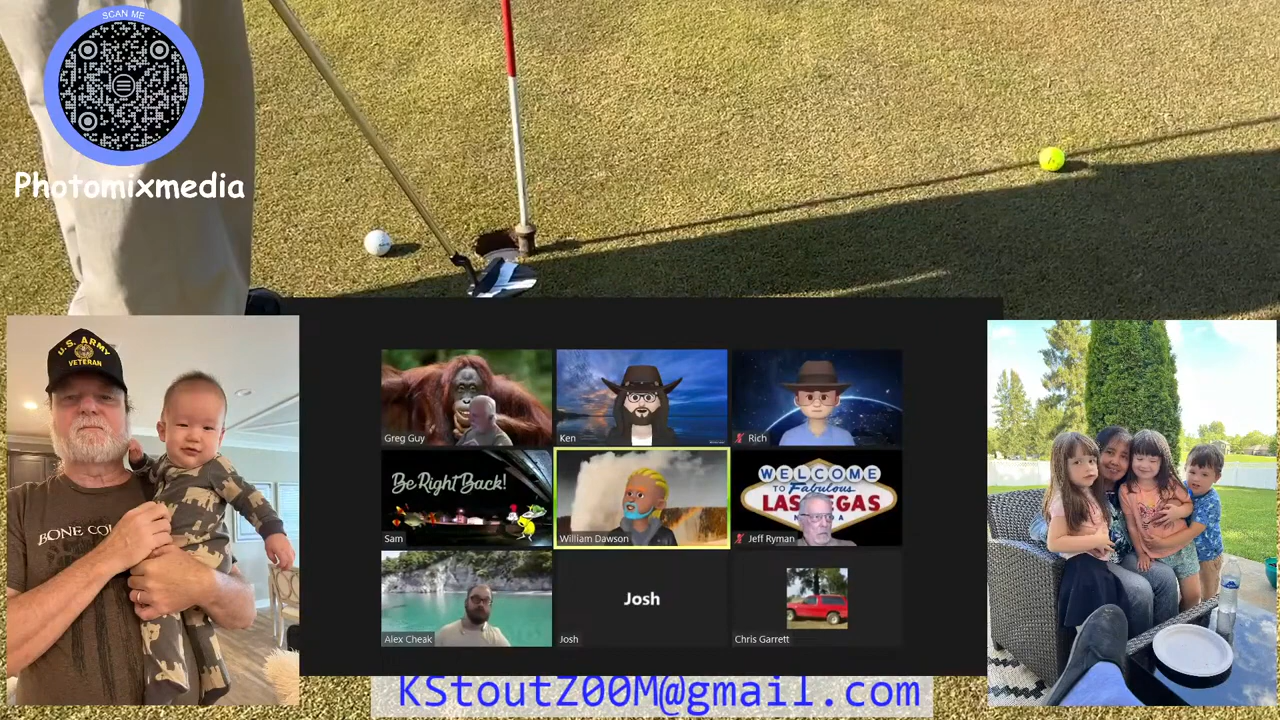 SCAN ME
Photomixmedia
U.S. ARMY
VETERAN
BONE COL
Greg Guy
Ken
Rich
Be Right Back!
Sam
William Dawson
WELCOME
TO Fabulous
LAS VEGAS
Jeff Ryman
Alex Cheak
Josh
Josh
Chris Garrett
KStoutZ00M@gmail.com